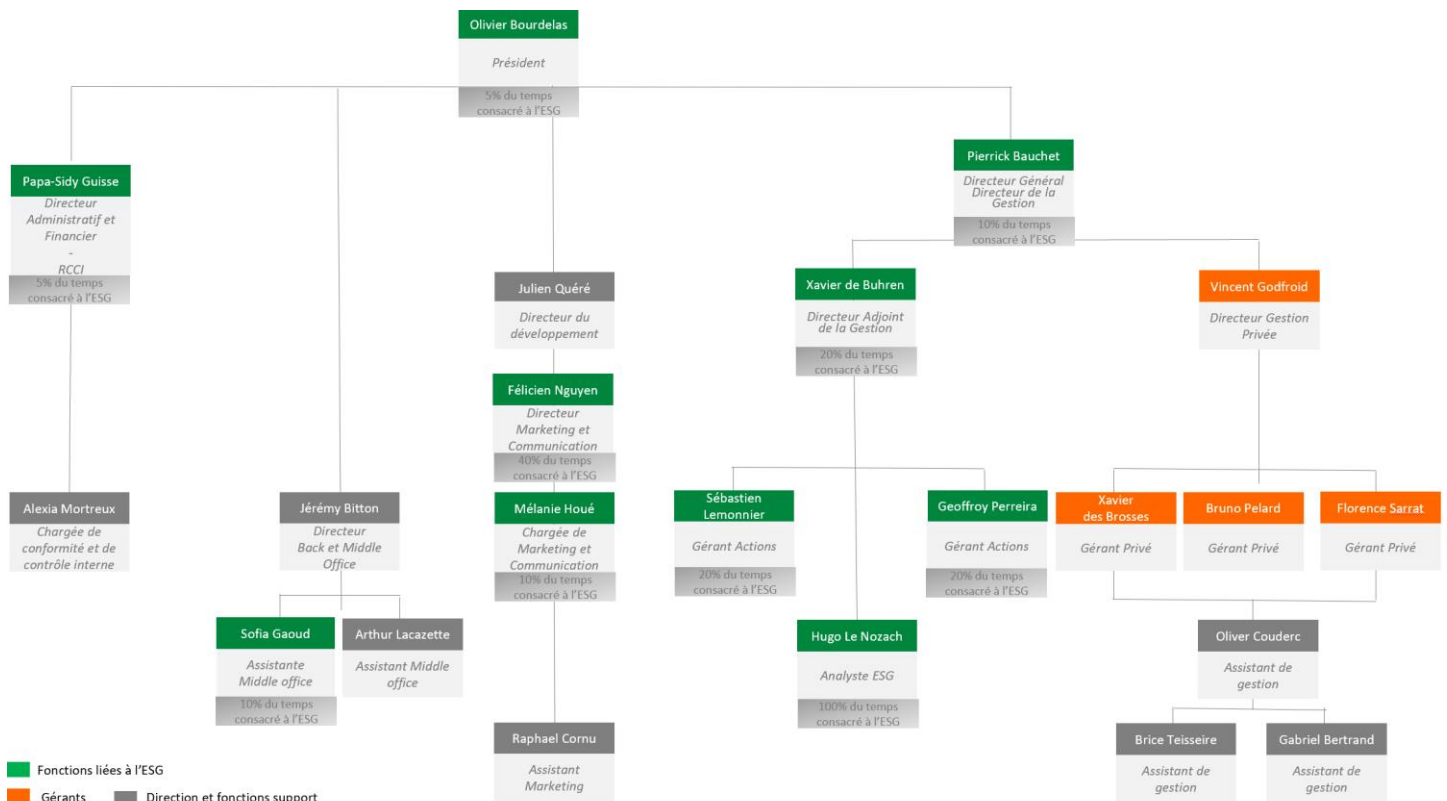 Olivier Bourdelas
Président
5% du temps
consacré à l'ESG
Papa-Sidy Guisse
Directeur
Administratif et
Financier
-
RCCI
5% du temps
consacré à l'ESG
Alexia Mortreux
Chargée de
conformité et de
contrôle interne
Jérémy Bitton
Directeur
Back et Middle
Office
Sofia Gaoud
Assistante
Middle office
10% du temps
consacré à l'ESG
Arthur Lacazette
Assistant Middle
office
Julien Quéré
Directeur du
développement
Félicien Nguyen
Directeur
Marketing et
Communication
40% du temps
consacré à l'ESG
Mélanie Houé
Chargée de
Marketing et
Communication
10% du temps
consacré à l'ESG
Raphael Cornu
Assistant
Marketing
Pierrick Bauchet
Directeur Général
Directeur de la
Gestion
10% du temps
consacré à l'ESG
Xavier de Buhren
Directeur Adjoint
de la Gestion
20% du temps
consacré à l'ESG
Sébastien
Lemonnier
Gérant Actions
20% du temps
consacré à l'ESG
Geoffroy Perreira
Gérant Actions
20% du temps
consacré à l'ESG
Hugo Le Nozach
Analyste ESG
100% du temps
consacré à l'ESG
Vincent Godfroid
Directeur Gestion
Privée
Xavier
des Brosses
Gérant Privé
Bruno Pelard
Gérant Privé
Florence Sarrat
Gérant Privé
Oliver Couderc
Assistant de
gestion
Brice Teisseire
Assistant de
gestion
Gabriel Bertrand
Assistant de
gestion
Fonctions liées à l'ESG
Gérants
Direction et fonctions support